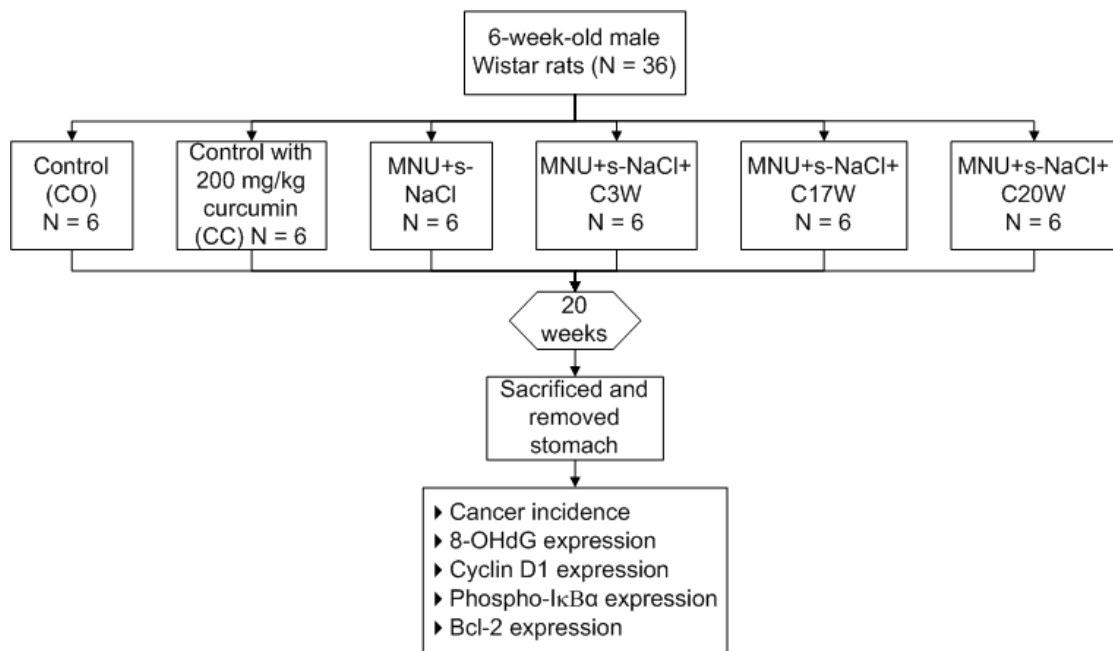 6-week-old male
Wistar rats (N = 36)
Control
(CO)
N = 6
Control with
200 mg/kg
curcumin
(CC) N = 6
MNU+s-
NaCl
N = 6
MNU+s-NaCl+
C3W
N = 6
MNU+s-NaCl+
C17W
N = 6
MNU+s-NaCl+
C20W
N = 6
20
weeks
Sacrificed and
removed
stomach
Cancer incidence
8-OHdG expression
Cyclin D1 expression
Phospho-IκBα expression
Bcl-2 expression